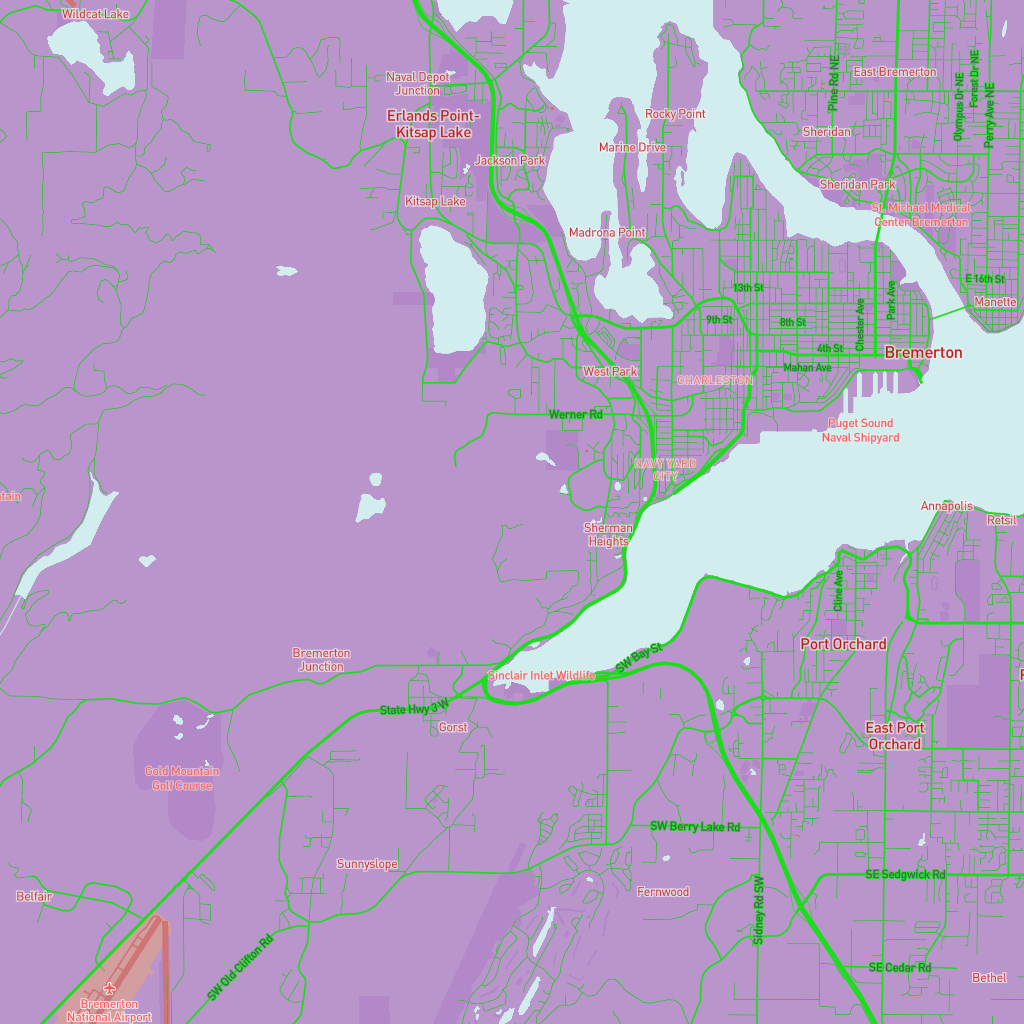 Wildcat Lake
Naval Depot
Junction
East Bremerton
Pine Rd NE
Olympus Dr NE
Forest Dr NE
Perry Ave NE
Erlands Point-
Kitsap Lake
Rocky Point
Sheridan
Marine Drive
Jackson Park
Sheridan Park
Kitsap Lake
St. Michael Medical
Center Bremerton
Madrona Point
E 16th St
13th St
Park Ave
Manette
Chester Ave
9th St
8th St
4th St
Bremerton
Mahan Ave
West Park
CHARLESTON
Werner Rd
Puget Sound
Naval Shipyard
NAVY YARD
CITY
tain
Annapolis
Retsil
Sherman
Heights
Cline Ave
Port Orchard
Bremerton
Junction
SW Bay St
Sinclair Inlet Wildlife
State Hwy 3 W
Gorst
East Port
Orchard
Gold Mountain
Golf Course
SW Berry Lake Rd
Sunnyslope
SE Sedgwick Rd
Belfair
Fernwood
Sidney Rd SW
SW Old Clifton Rd
SE Cedar Rd
Bethel
Bremerton
National Airport